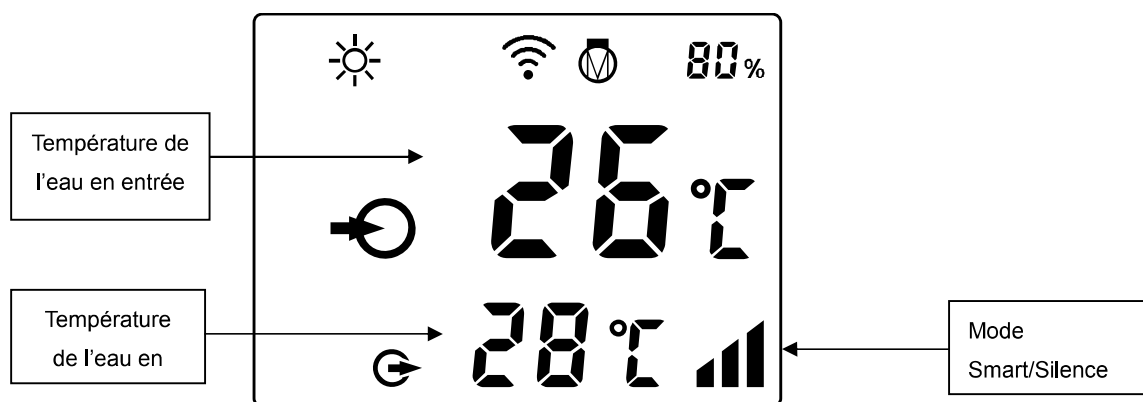 80%
Température de
l'eau en entrée
26°C
Température
de l'eau en
28°C
Mode
Smart/Silence